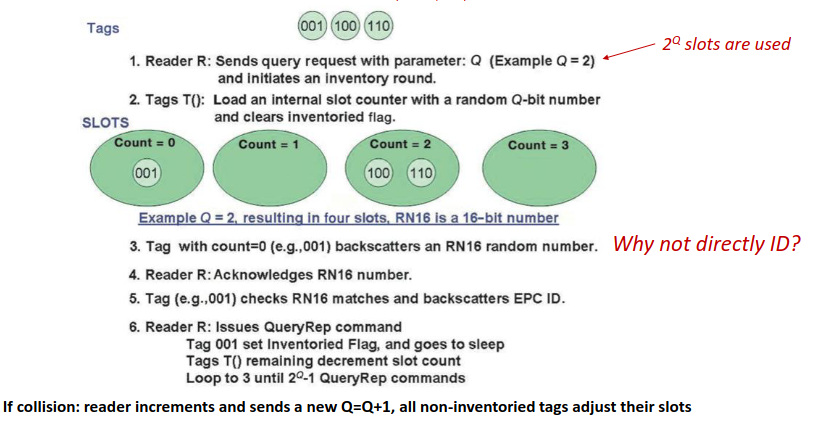 Tags
001 100 110
1. Reader R: Sends query request with parameter: Q (Example Q = 2)
and initiates an inventory round.
2^Q slots are used
2. Tags T(): Load an internal slot counter with a random Q-bit number
and clears inventoried flag.
SLOTS
Count = 0 Count = 1 Count = 2 Count = 3
001 100 110
Example Q = 2, resulting in four slots, RN16 is a 16-bit number
3. Tag with count=0 (e.g.,001) backscatters an RN16 random number. Why not directly ID?
4. Reader R: Acknowledges RN16 number.
5. Tag (e.g.,001) checks RN16 matches and backscatters EPC ID.
6. Reader R: Issues QueryRep command
Tag 001 set Inventoried Flag, and goes to sleep
Tags T() remaining decrement slot count
Loop to 3 until 2^Q-1 QueryRep commands
If collision: reader increments and sends a new Q=Q+1, all non-inventoried tags adjust their slots